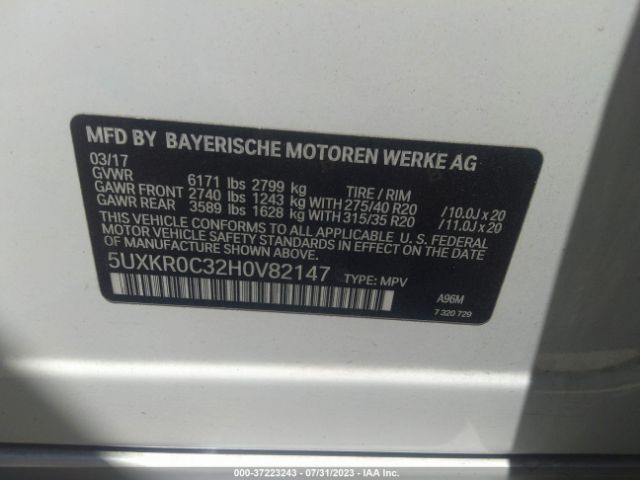 MFD BY BAYERISCHE MOTOREN WERKE AG
03/17
GVWR 6171 lbs 2799 kg TIRE / RIM
GAWR FRONT 2740 lbs 1243 kg WITH 275/40 R20 /10.0J x 20
GAWR REAR 3589 lbs 1628 kg WITH 315/35 R20 /11.0J x 20
THIS VEHICLE CONFORMS TO ALL APPLICABLE U.S. FEDERAL
MOTOR VEHICLE SAFETY STANDARDS IN EFFECT ON THE DATE
OF MANUFACTURE SHOWN ABOVE.
5UXKR0C32H0V82147 TYPE: MPV
A96M
7 320 729
000-37223243 - 07/31/2023 - IAA Inc.